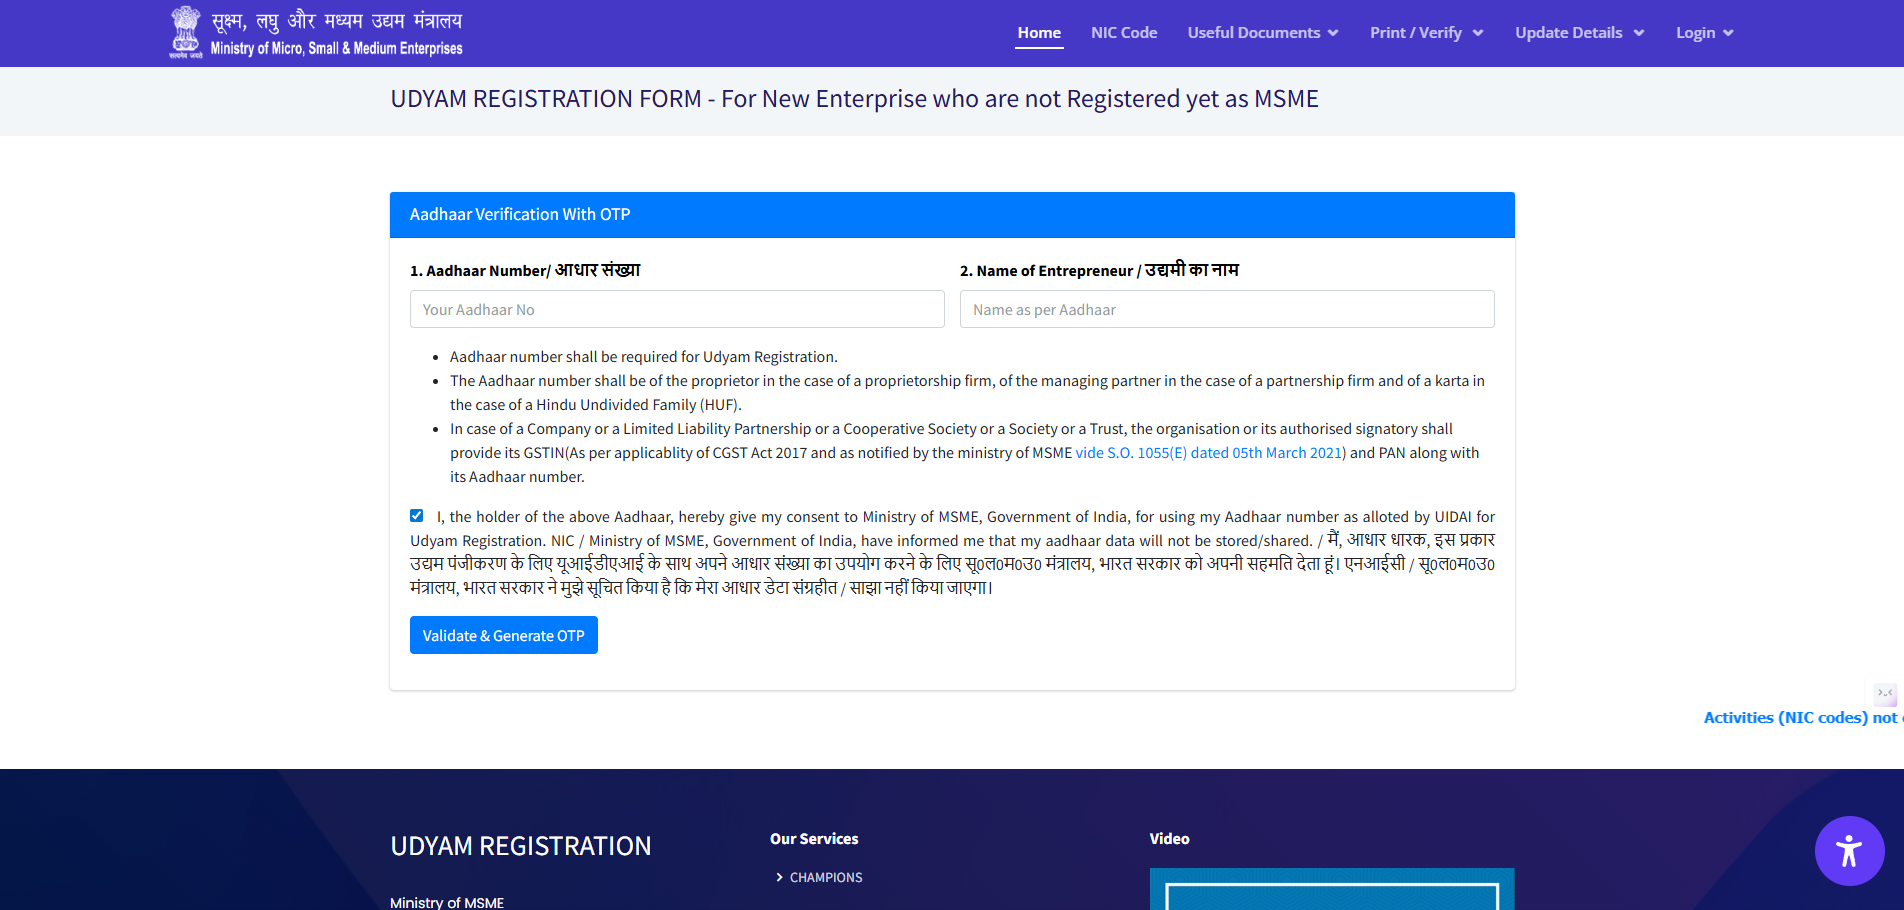 सूक्ष्म, लघु और मध्यम उद्यम मंत्रालय
Ministry of Micro, Small & Medium Enterprises
सत्यमेव जयते
Home
NIC Code
Useful Documents
Print / Verify
Update Details
Login
UDYAM REGISTRATION FORM - For New Enterprise who are not Registered yet as MSME
Aadhaar Verification With OTP
1. Aadhaar Number/ आधार संख्या
Your Aadhaar No
2. Name of Entrepreneur / उद्यमी का नाम
Name as per Aadhaar
• Aadhaar number shall be required for Udyam Registration.
• The Aadhaar number shall be of the proprietor in the case of a proprietorship firm, of the managing partner in the case of a partnership firm and of a karta in
the case of a Hindu Undivided Family (HUF).
• In case of a Company or a Limited Liability Partnership or a Cooperative Society or a Society or a Trust, the organisation or its authorised signatory shall
provide its GSTIN(As per applicablity of CGST Act 2017 and as notified by the ministry of MSME vide S.O. 1055(E) dated 05th March 2021) and PAN along with
its Aadhaar number.
I, the holder of the above Aadhaar, hereby give my consent to Ministry of MSME, Government of India, for using my Aadhaar number as alloted by UIDAI for
Udyam Registration. NIC / Ministry of MSME, Government of India, have informed me that my aadhaar data will not be stored/shared. / मैं, आधार धारक, इस प्रकार
उद्यम पंजीकरण के लिए यूआईडीएआई के साथ अपने आधार संख्या का उपयोग करने के लिए सू0ल0म0उ0 मंत्रालय, भारत सरकार को अपनी सहमति देता हूं। एनआईसी / सू0ल0म0उ0
मंत्रालय, भारत सरकार ने मुझे सूचित किया है कि मेरा आधार डेटा संग्रहीत / साझा नहीं किया जाएगा।
Validate & Generate OTP
Activities (NIC codes) not
UDYAM REGISTRATION
Ministry of MSME
Our Services
CHAMPIONS
Video